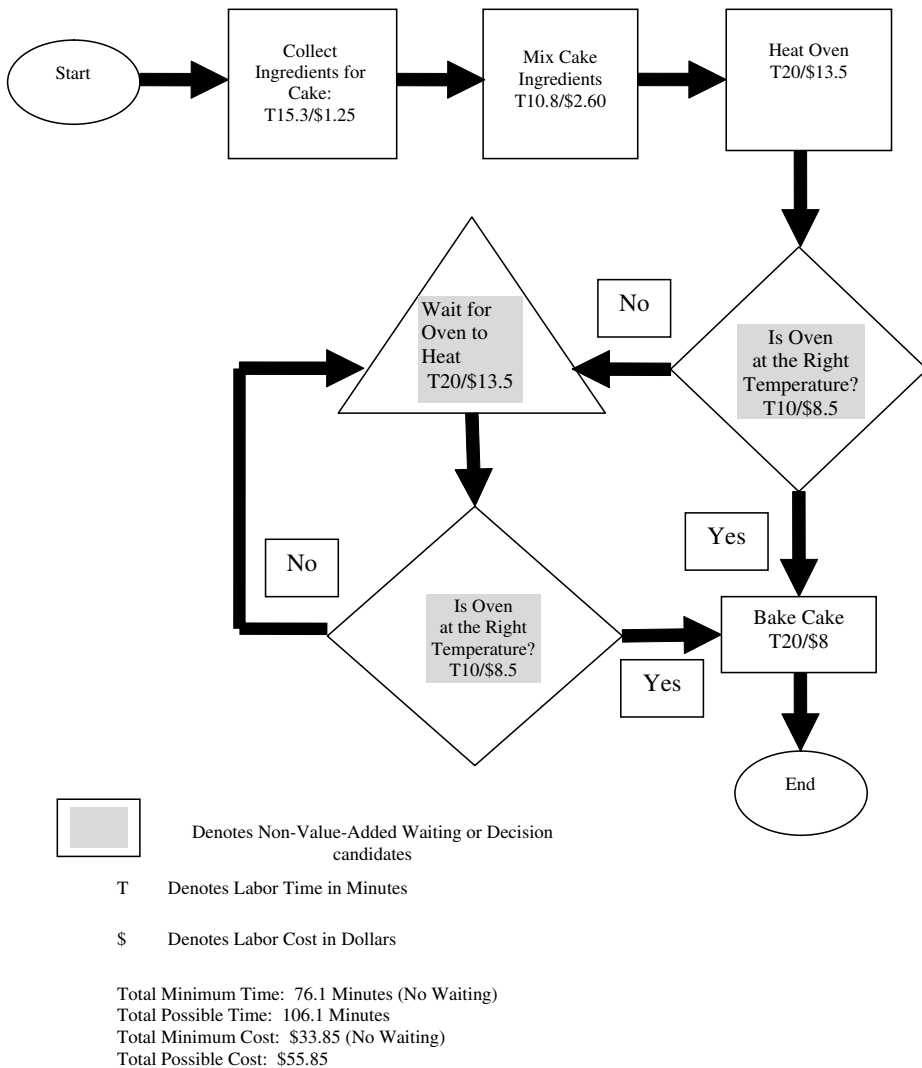 Start
Collect
Ingredients for
Cake:
T15.3/$1.25
Mix Cake
Ingredients
T10.8/$2.60
Heat Oven
T20/$13.5
Is Oven
at the Right
Temperature?
T10/$8.5
No
Wait for
Oven to
Heat
T20/$13.5
Yes
No
Is Oven
at the Right
Temperature?
T10/$8.5
Yes
Bake Cake
T20/$8
End
Denotes Non-Value-Added Waiting or Decision
candidates
T Denotes Labor Time in Minutes
$ Denotes Labor Cost in Dollars
Total Minimum Time: 76.1 Minutes (No Waiting)
Total Possible Time: 106.1 Minutes
Total Minimum Cost: $33.85 (No Waiting)
Total Possible Cost: $55.85